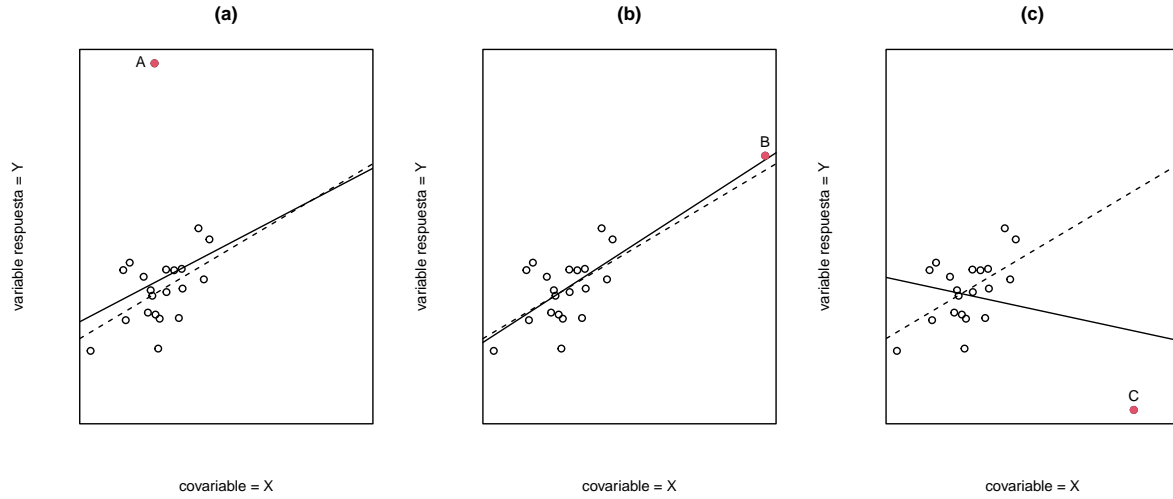 (a)
A
variable respuesta = Y
covariable = X
(b)
B
variable respuesta = Y
covariable = X
(c)
C
variable respuesta = Y
covariable = X